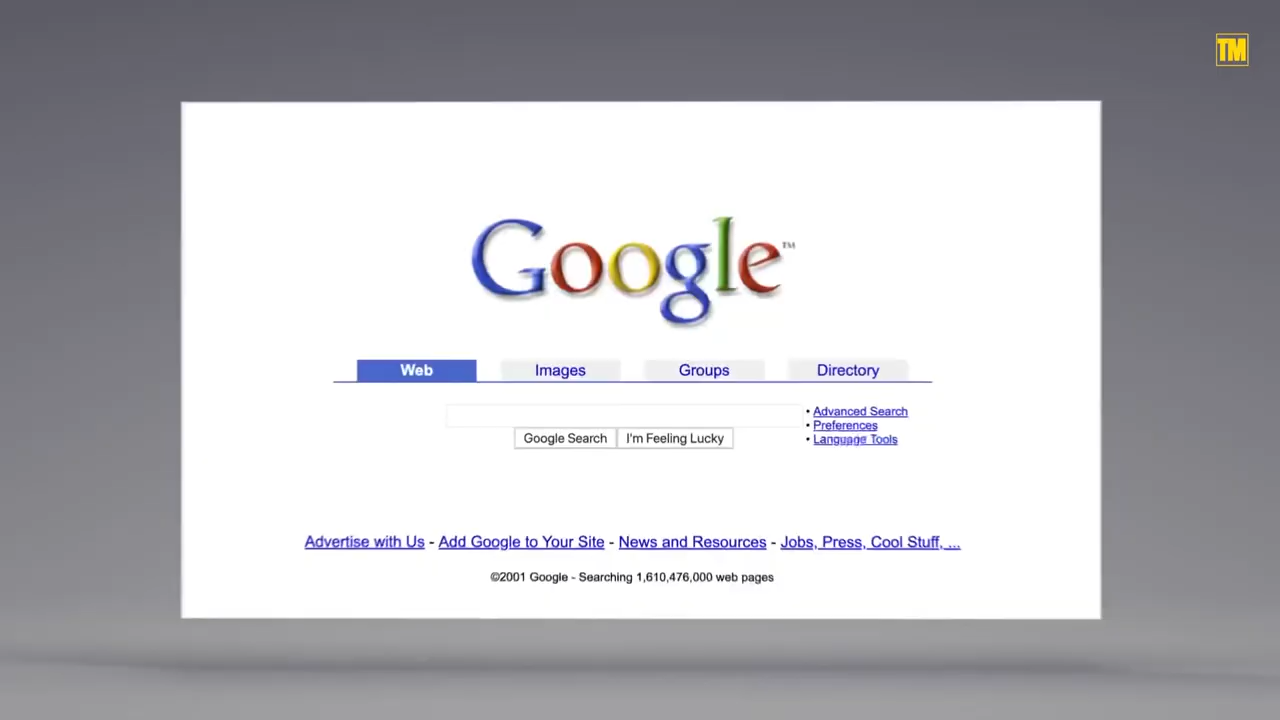 TM
Google™
Web Images Groups Directory
• Advanced Search
• Preferences
• Language Tools
Google Search I'm Feeling Lucky
Advertise with Us - Add Google to Your Site - News and Resources - Jobs, Press, Cool Stuff, ...
©2001 Google - Searching 1,610,476,000 web pages